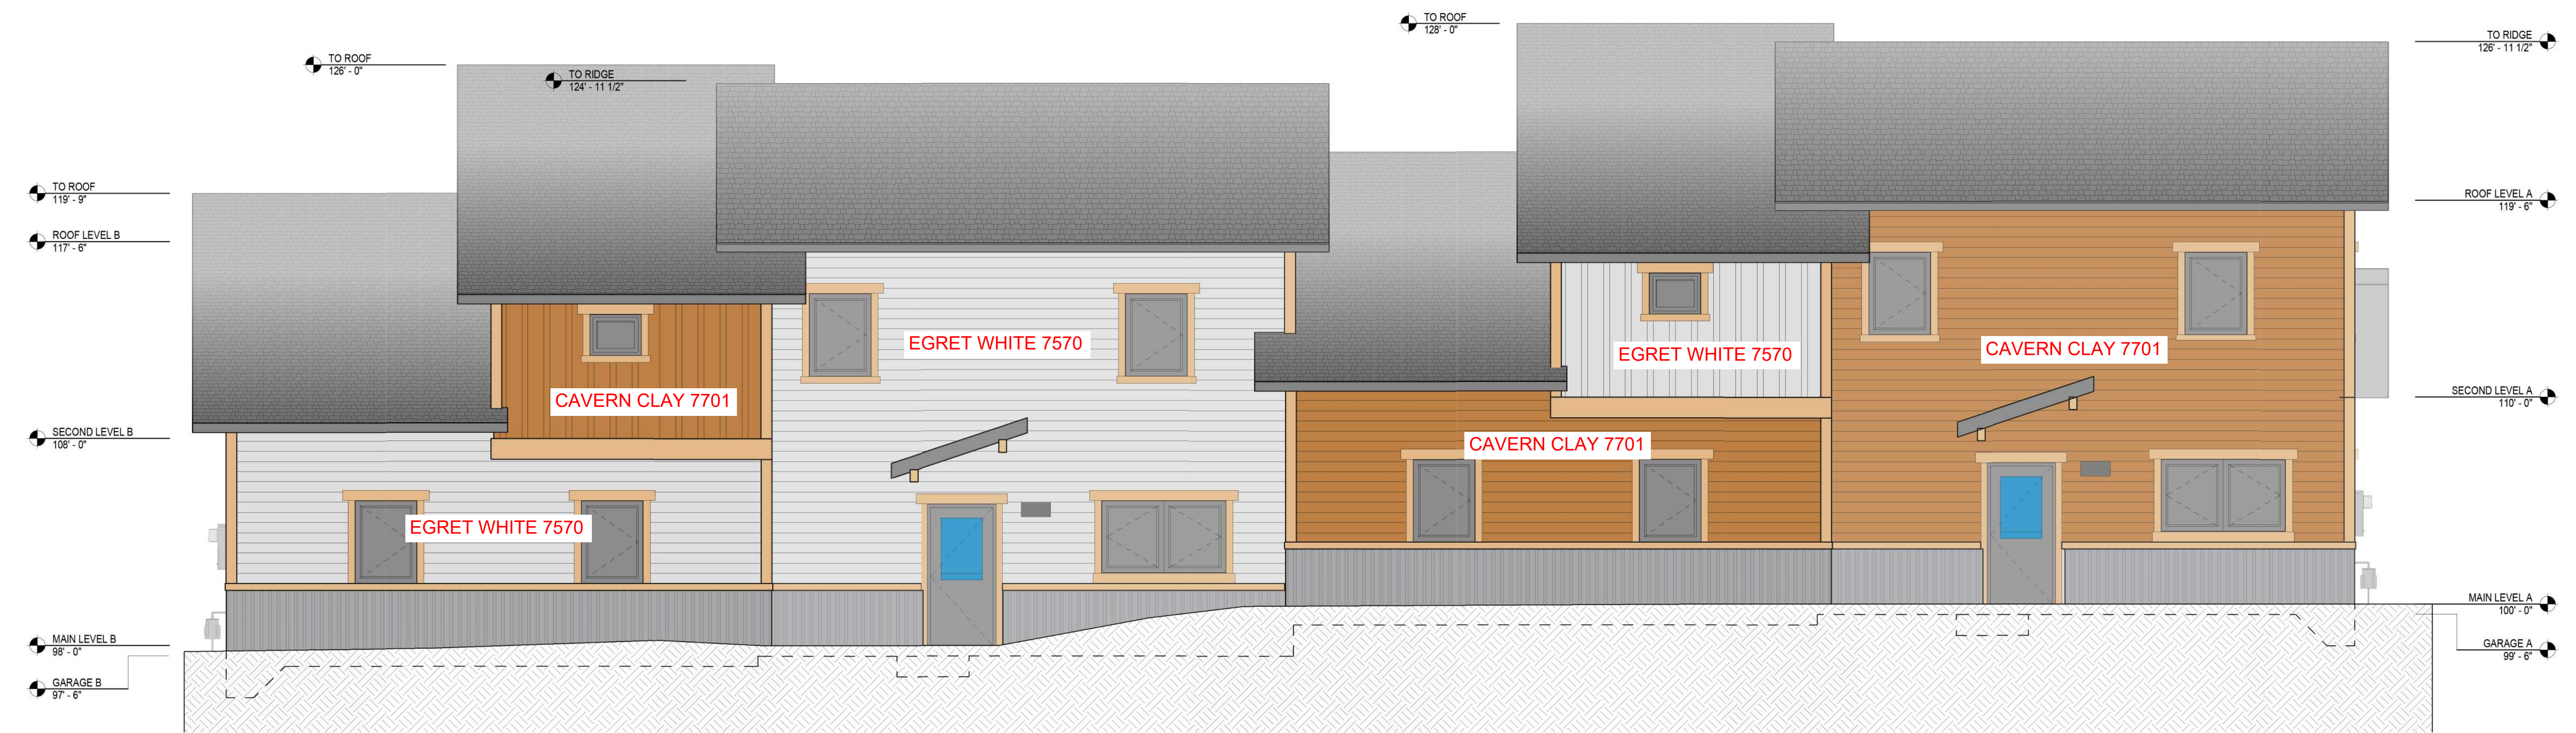 TO ROOF
128' - 0"
TO RIDGE
126' - 11 1/2"
TO ROOF
126' - 0"
TO RIDGE
124' - 11 1/2"
TO ROOF
119' - 9"
ROOF LEVEL A
119' - 6"
ROOF LEVEL B
117' - 6"
EGRET WHITE 7570
EGRET WHITE 7570
CAVERN CLAY 7701
CAVERN CLAY 7701
SECOND LEVEL A
110' - 0"
SECOND LEVEL B
108' - 0"
CAVERN CLAY 7701
EGRET WHITE 7570
MAIN LEVEL A
100' - 0"
MAIN LEVEL B
98' - 0"
GARAGE A
99' - 6"
GARAGE B
97' - 6"